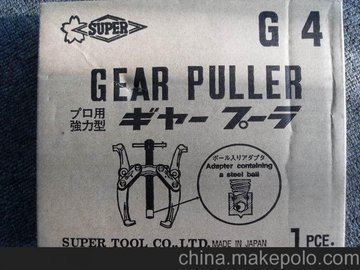 SUPER
G 4
GEAR PULLER
プロ用
強力型
ギヤープーラ
ボール入りアダプタ
Adapter containing
a steel ball
SUPER TOOL CO.,LTD. MADE IN JAPAN
1 PCE.
china.makepolo.com